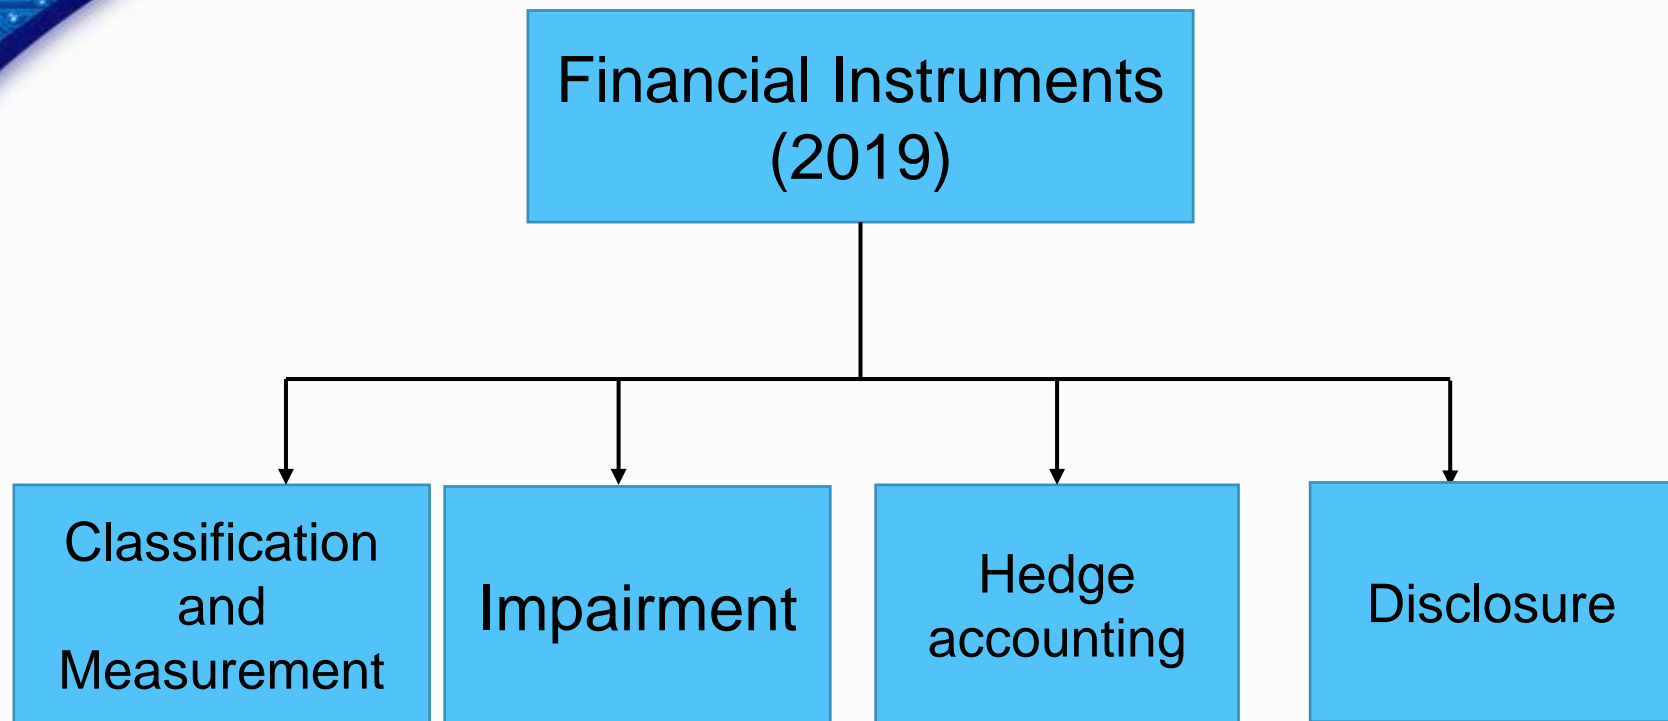 Financial Instruments
(2019)
Classification
and
Measurement
Impairment
Hedge
accounting
Disclosure